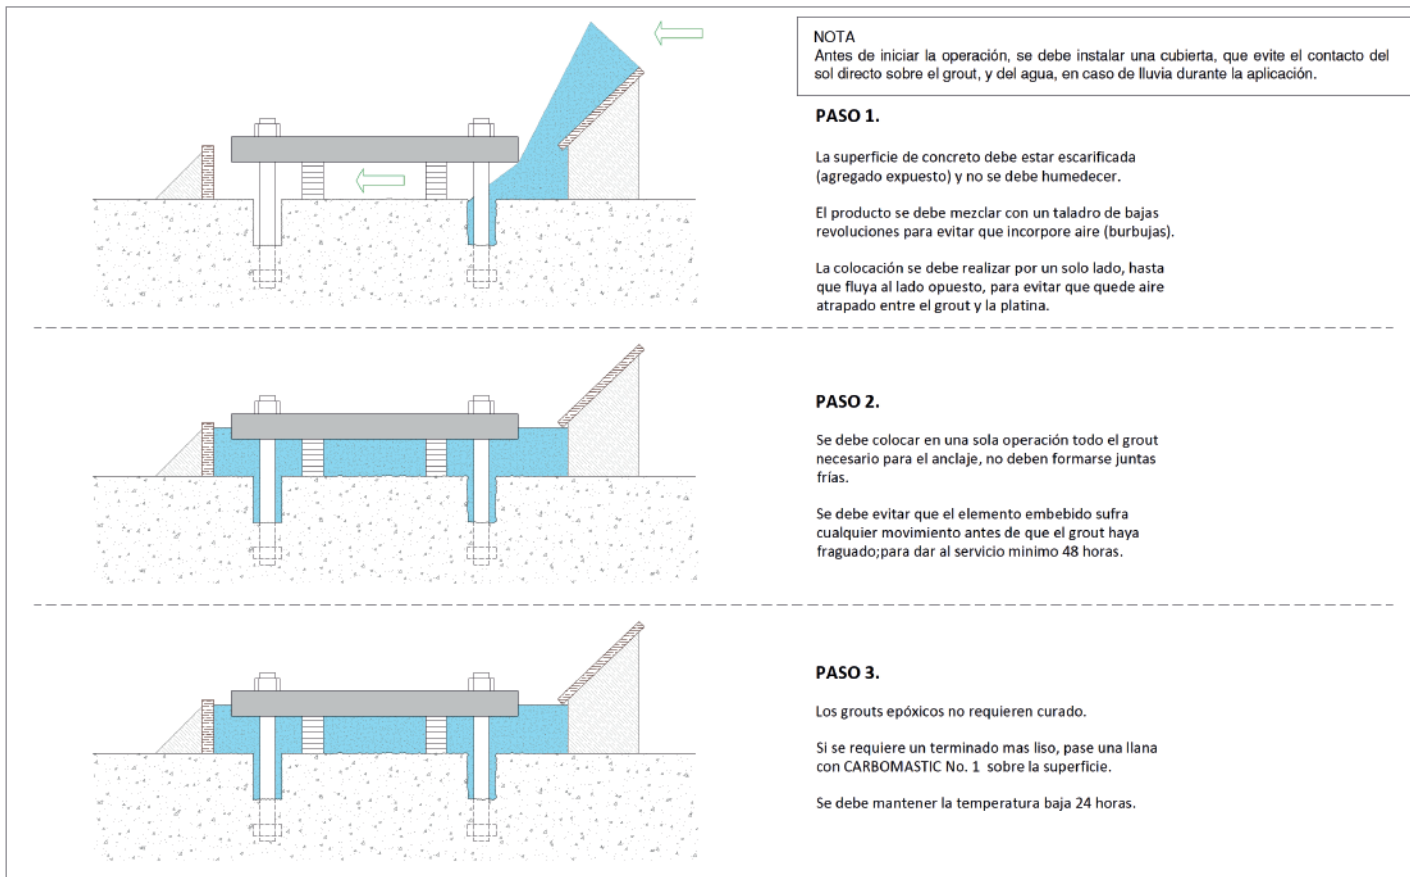 NOTA
Antes de iniciar la operación, se debe instalar una cubierta, que evite el contacto del
sol directo sobre el grout, y del agua, en caso de lluvia durante la aplicación.
PASO 1.
La superficie de concreto debe estar escarificada
(agregado expuesto) y no se debe humedecer.
El producto se debe mezclar con un taladro de bajas
revoluciones para evitar que incorpore aire (burbujas).
La colocación se debe realizar por un solo lado, hasta
que fluya al lado opuesto, para evitar que quede aire
atrapado entre el grout y la platina.
PASO 2.
Se debe colocar en una sola operación todo el grout
necesario para el anclaje, no deben formarse juntas
frías.
Se debe evitar que el elemento embebido sufra
cualquier movimiento antes de que el grout haya
fraguado;para dar al servicio minimo 48 horas.
PASO 3.
Los grouts epóxicos no requieren curado.
Si se requiere un terminado mas liso, pase una llana
con CARBOMASTIC No. 1 sobre la superficie.
Se debe mantener la temperatura baja 24 horas.